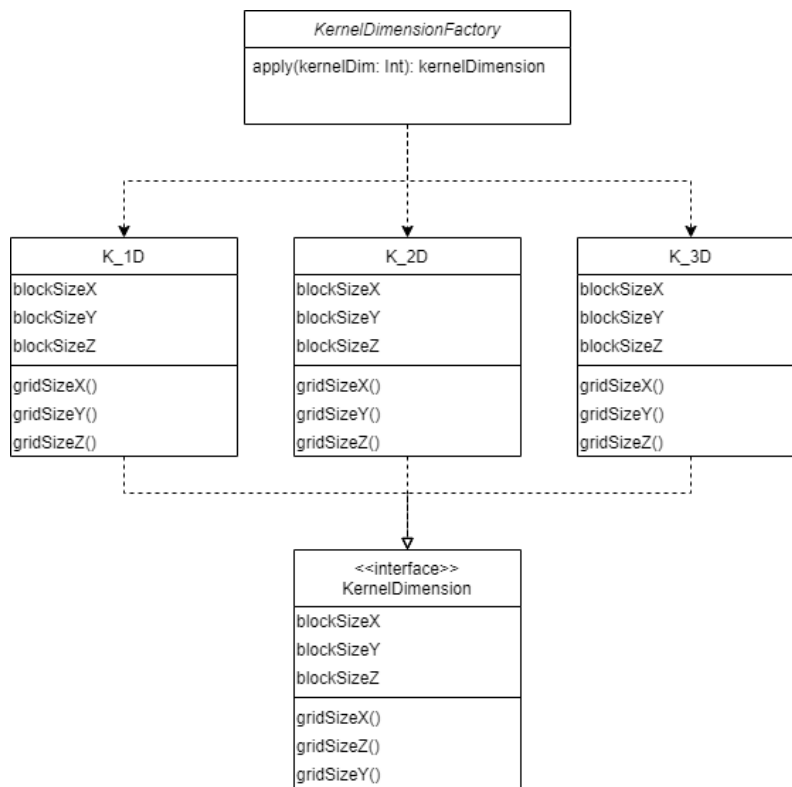 KernelDimensionFactory
apply(kernelDim: Int): kernelDimension
K_1D
blockSizeX
blockSizeY
blockSizeZ
gridSizeX()
gridSizeY()
gridSizeZ()
K_2D
blockSizeX
blockSizeY
blockSizeZ
gridSizeX()
gridSizeY()
gridSizeZ()
K_3D
blockSizeX
blockSizeY
blockSizeZ
gridSizeX()
gridSizeY()
gridSizeZ()
<<interface>>
KernelDimension
blockSizeX
blockSizeY
blockSizeZ
gridSizeX()
gridSizeZ()
gridSizeY()